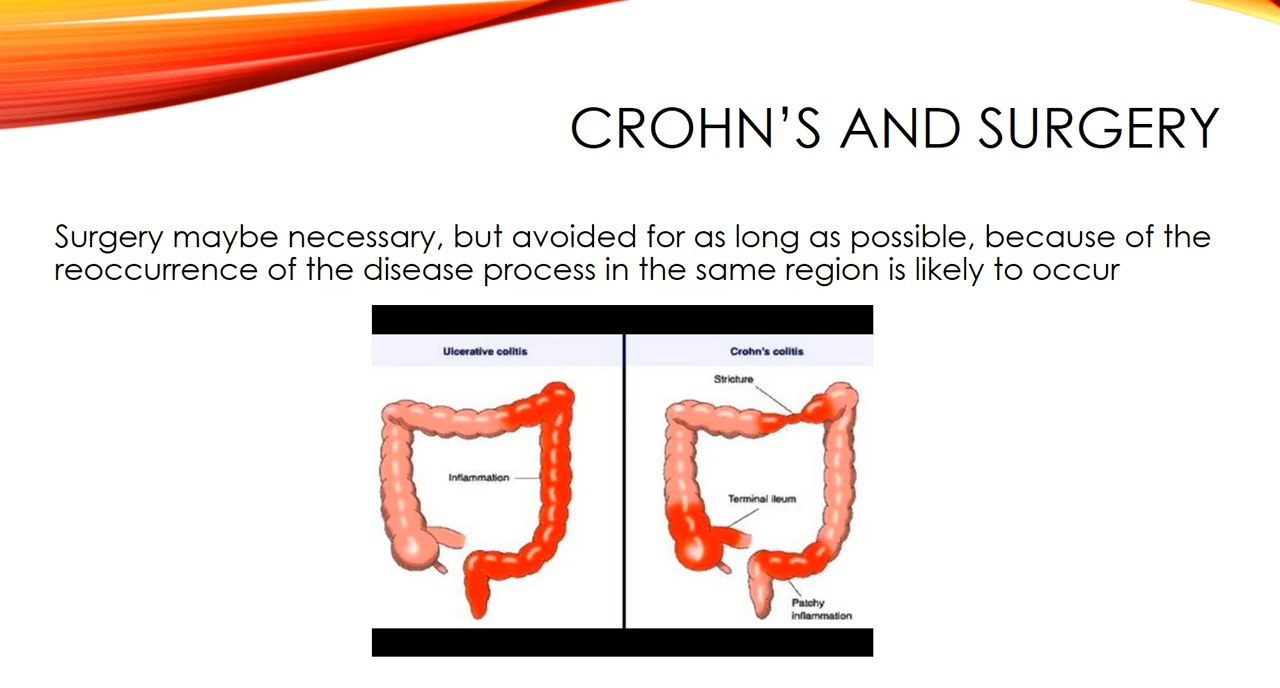 CROHN'S AND SURGERY
Surgery maybe necessary, but avoided for as long as possible, because of the
reoccurrence of the disease process in the same region is likely to occur
Ulcerative colitis
Inflammation
Crohn's colitis
Stricture
Terminal ileum
Patchy
inflammation